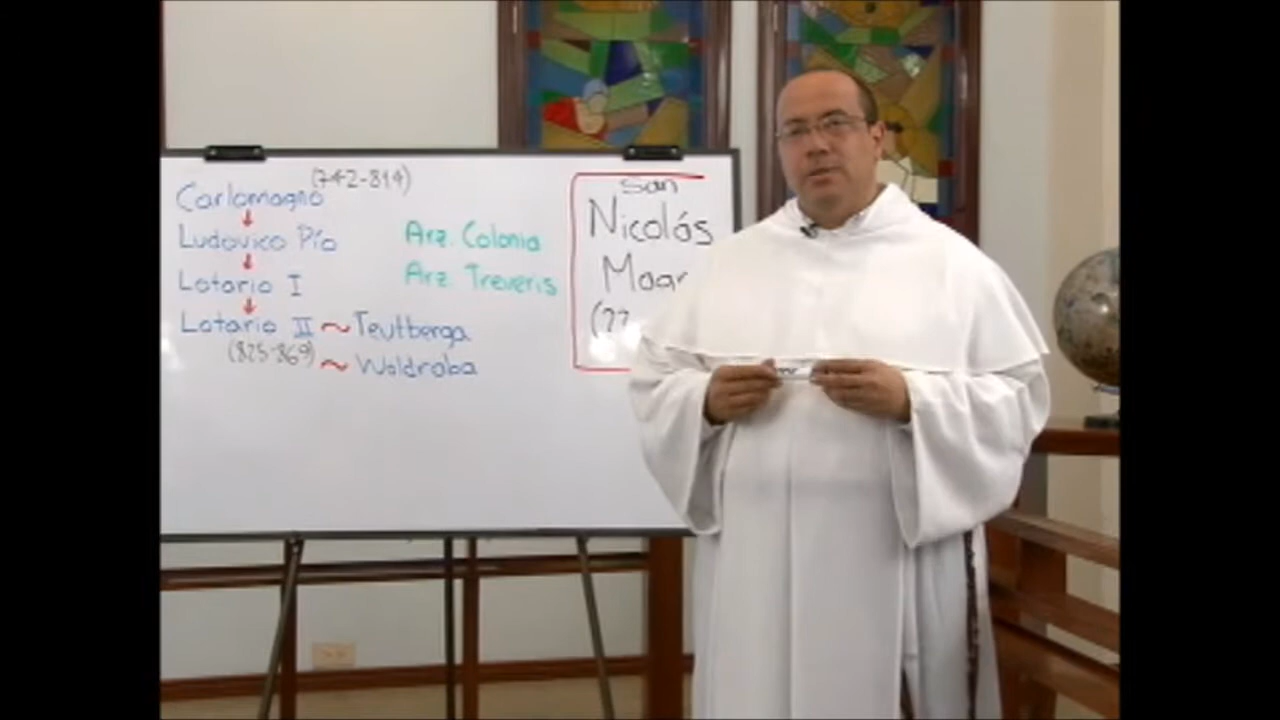 (742-814)
Carlomagno
Ludovico Pío
Lotario I
Lotario II ~ Teutberga
(825-869) ~ Waldraba
Arz. Colonia
Arz. Treveris
San
Nicolás